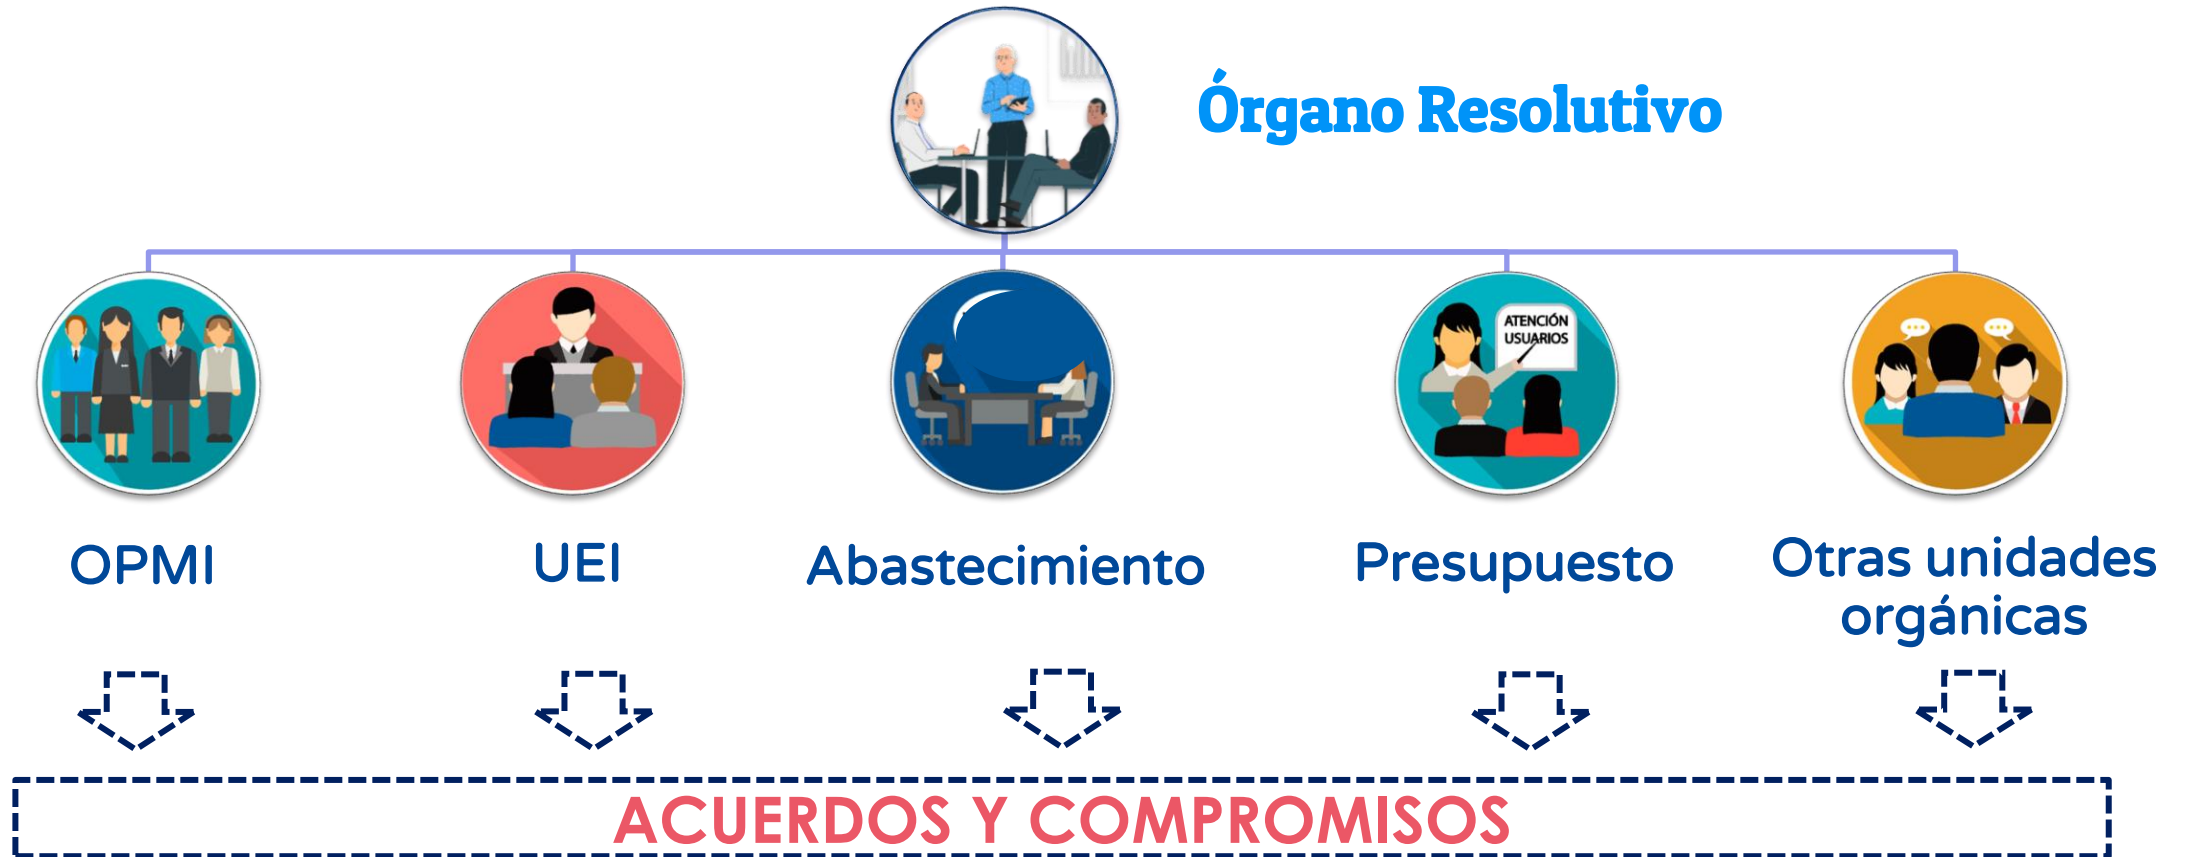 Órgano Resolutivo
ATENCIÓN
USUARIOS
OPMI
UEI
Abastecimiento
Presupuesto
Otras unidades
orgánicas
ACUERDOS Y COMPROMISOS